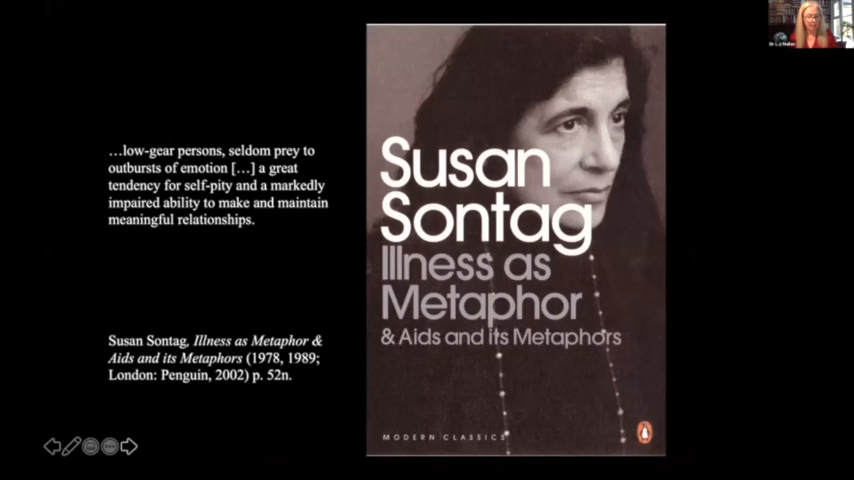 …low-gear persons, seldom prey to
outbursts of emotion […] a great
tendency for self-pity and a markedly
impaired ability to make and maintain
meaningful relationships.
Susan Sontag, Illness as Metaphor &
Aids and its Metaphors (1978, 1989;
London: Penguin, 2002) p. 52n.
Susan
Sontag
Illness as
Metaphor
& Aids and its Metaphors
MODERN CLASSICS